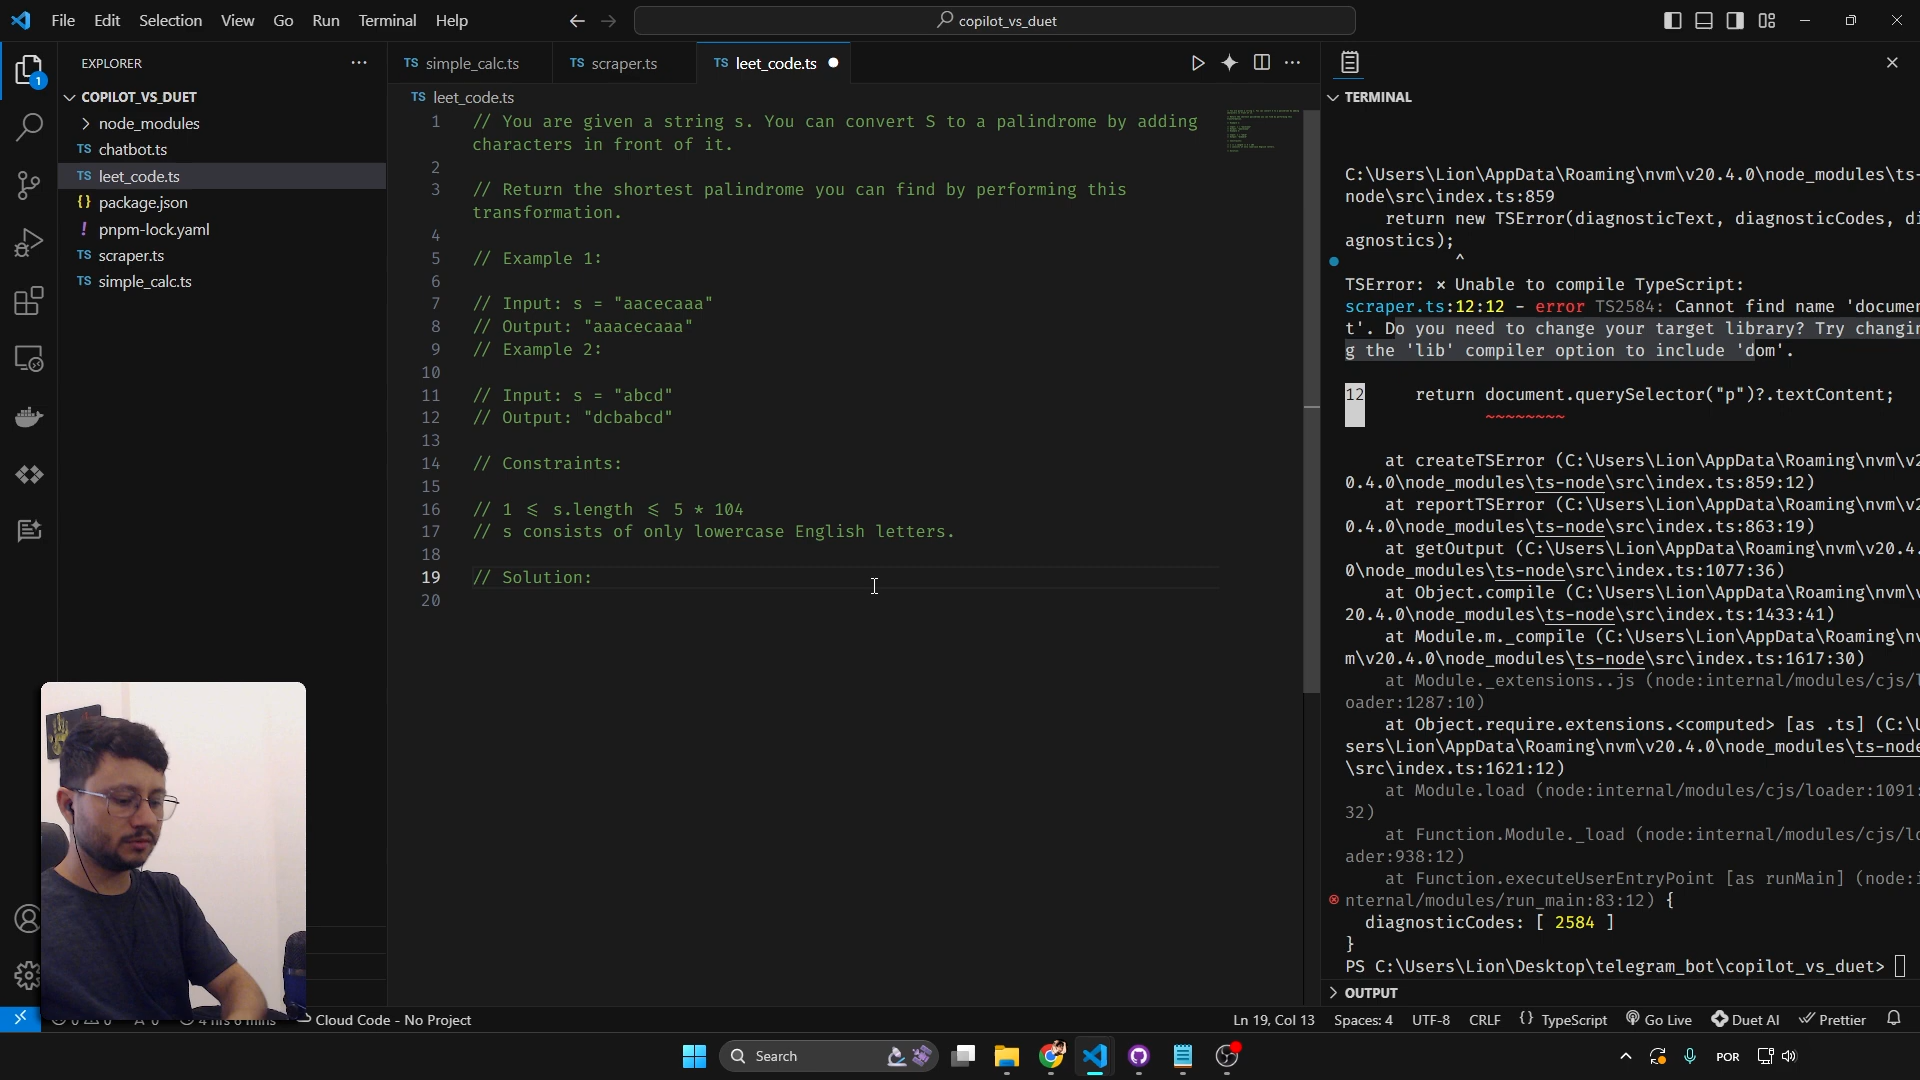 File Edit Selection View Go Run Terminal Help
copilot_vs_duet
EXPLORER
COPILOT_VS_DUET
node_modules
TS chatbot.ts
TS leet_code.ts
{} package.json
! pnpm-lock.yaml
TS scraper.ts
TS simple_calc.ts
1
TS simple_calc.ts
TS scraper.ts
TS leet_code.ts
TS leet_code.ts
1 // You are given a string s. You can convert S to a palindrome by adding
characters in front of it.
2
3 // Return the shortest palindrome you can find by performing this
transformation.
4
5 // Example 1:
6
7 // Input: s = "aacecaaa"
8 // Output: "aaacecaaa"
9 // Example 2:
10
11 // Input: s = "abcd"
12 // Output: "dcbabcd"
13
14 // Constraints:
15
16 // 1 <= s.length <= 5 * 104
17 // s consists of only lowercase English letters.
18
19 // Solution:
20
TERMINAL
C:\Users\Lion\AppData\Roaming\nvm\v20.4.0\node_modules\ts-
node\src\index.ts:859
return new TSError(diagnosticText, diagnosticCodes, di
agnostics);
^
TSError: ⨯ Unable to compile TypeScript:
scraper.ts:12:12 - error TS2584: Cannot find name 'documen
t'. Do you need to change your target library? Try changin
g the 'lib' compiler option to include 'dom'.
12 return document.querySelector("p")?.textContent;
~~~~~~~~
at createTSError (C:\Users\Lion\AppData\Roaming\nvm\v2
0.4.0\node_modules\ts-node\src\index.ts:859:12)
at reportTSError (C:\Users\Lion\AppData\Roaming\nvm\v2
0.4.0\node_modules\ts-node\src\index.ts:863:19)
at getOutput (C:\Users\Lion\AppData\Roaming\nvm\v20.4.
0\node_modules\ts-node\src\index.ts:1077:36)
at Object.compile (C:\Users\Lion\AppData\Roaming\nvm\v
20.4.0\node_modules\ts-node\src\index.ts:1433:41)
at Module.m._compile (C:\Users\Lion\AppData\Roaming\nv
m\v20.4.0\node_modules\ts-node\src\index.ts:1617:30)
at Module._extensions..js (node:internal/modules/cjs/l
oader:1287:10)
at Object.require.extensions.<computed> [as .ts] (C:\U
sers\Lion\AppData\Roaming\nvm\v20.4.0\node_modules\ts-node
\src\index.ts:1621:12)
at Module.load (node:internal/modules/cjs/loader:1091:
32)
at Function.Module._load (node:internal/modules/cjs/lo
ader:938:12)
at Function.executeUserEntryPoint [as runMain] (node:i
nternal/modules/run_main:83:12) {
diagnosticCodes: [ 2584 ]
}
PS C:\Users\Lion\Desktop\telegram_bot\copilot_vs_duet>
OUTPUT
Cloud Code - No Project
Ln 19, Col 13 Spaces: 4 UTF-8 CRLF {} TypeScript Go Live Duet AI Prettier
Search
POR